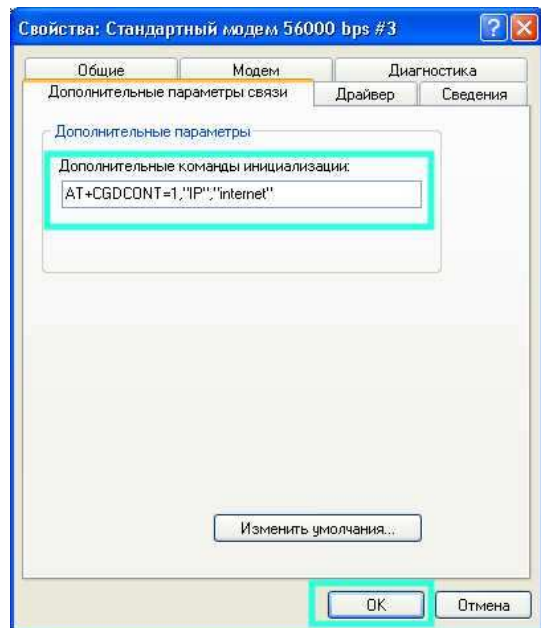 Свойства: Стандартный модем 56000 bps #3
Общие Модем Диагностика
Дополнительные параметры связи Драйвер Сведения
Дополнительные параметры
Дополнительные команды инициализации:
AT+CGDCONT=1,"IP","internet"
Изменить умолчания...
OK Отмена